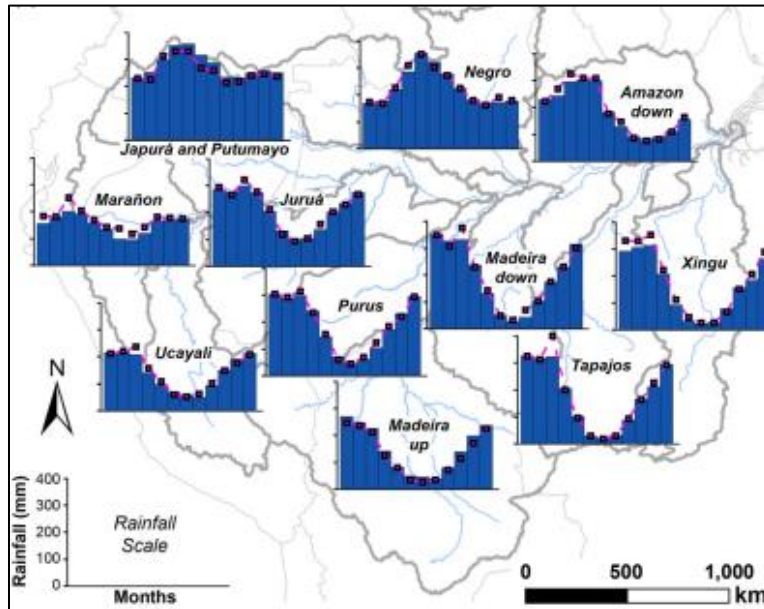 Negro
Amazon down
Japurá and Putumayo
Marañon
Juruá
Madeira down
Xingu
Purus
Ucayali
Tapajos
N
Madeira up
Rainfall (mm)
400
300
200
100
0
Rainfall Scale
Months
0 500 1,000
km